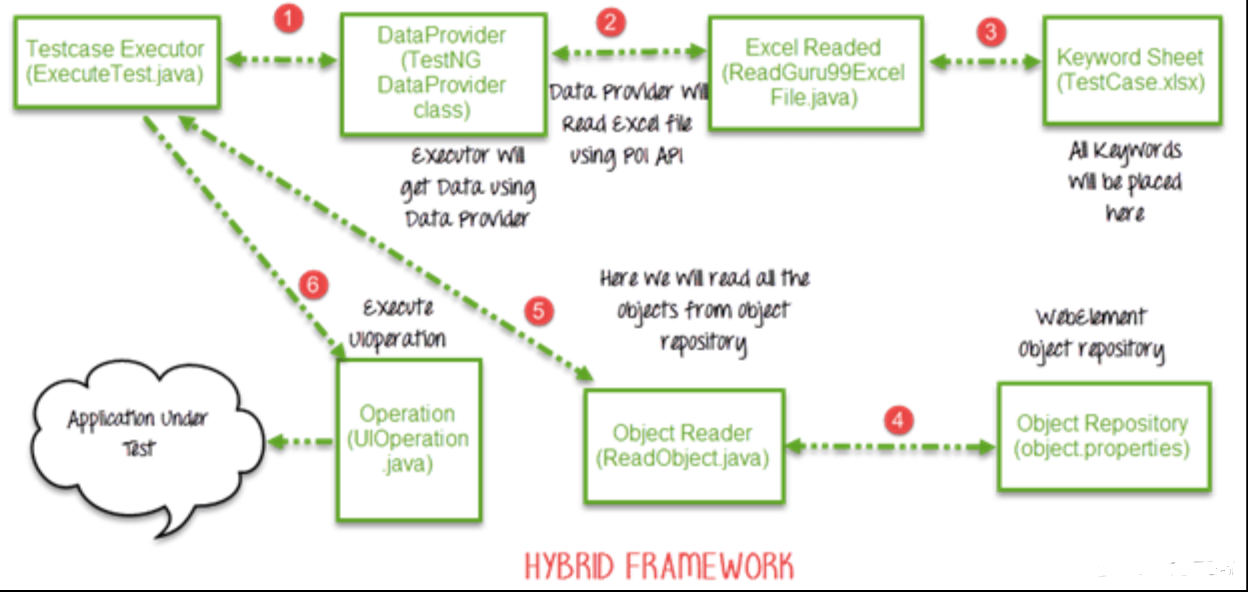 1
2
3
Testcase Executor
(ExecuteTest.java)
DataProvider
(TestNG
DataProvider
class)
Excel Readed
(ReadGuru99Excel
File.java)
Keyword Sheet
(TestCase.xlsx)
Data Provider Will
Read Excel file
using POI API
Executor Will
get Data using
Data Provider
All Keywords
Will be placed
here
6
5
Execute
UIOperation
Here We Will read all the
objects from object
repository
WebElement
Object repository
Application Under
Test
Operation
(UIOperation
.java)
Object Reader
(ReadObject.java)
4
Object Repository
(object.properties)
HYBRID FRAMEWORK